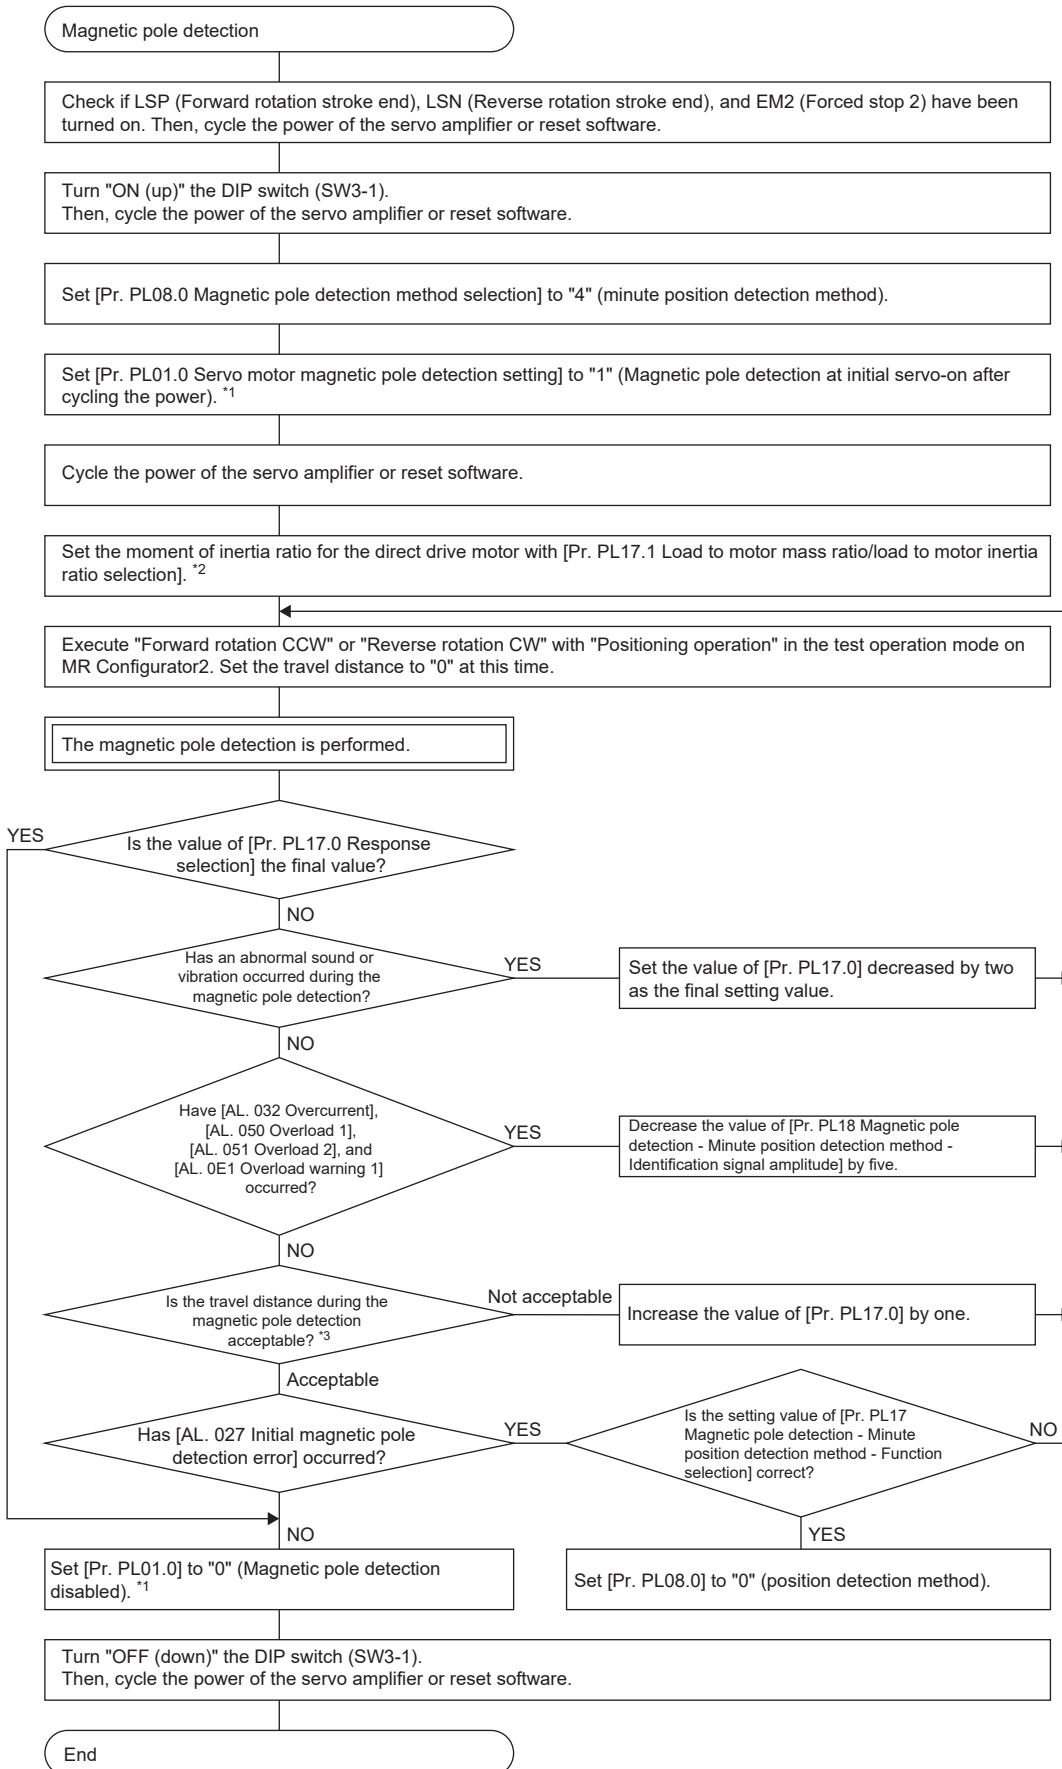 Magnetic pole detection
Check if LSP (Forward rotation stroke end), LSN (Reverse rotation stroke end), and EM2 (Forced stop 2) have been
turned on. Then, cycle the power of the servo amplifier or reset software.
Turn "ON (up)" the DIP switch (SW3-1).
Then, cycle the power of the servo amplifier or reset software.
Set [Pr. PL08.0 Magnetic pole detection method selection] to "4" (minute position detection method).
Set [Pr. PL01.0 Servo motor magnetic pole detection setting] to "1" (Magnetic pole detection at initial servo-on after
cycling the power). *1
Cycle the power of the servo amplifier or reset software.
Set the moment of inertia ratio for the direct drive motor with [Pr. PL17.1 Load to motor mass ratio/load to motor inertia
ratio selection]. *2
Execute "Forward rotation CCW" or "Reverse rotation CW" with "Positioning operation" in the test operation mode on
MR Configurator2. Set the travel distance to "0" at this time.
The magnetic pole detection is performed.
YES
Is the value of [Pr. PL17.0 Response
selection] the final value?
NO
Has an abnormal sound or
vibration occurred during the
magnetic pole detection?
YES
Set the value of [Pr. PL17.0] decreased by two
as the final setting value.
NO
Have [AL. 032 Overcurrent],
[AL. 050 Overload 1],
[AL. 051 Overload 2], and
[AL. 0E1 Overload warning 1]
occurred?
YES
Decrease the value of [Pr. PL18 Magnetic pole
detection - Minute position detection method -
Identification signal amplitude] by five.
NO
Is the travel distance during the
magnetic pole detection
acceptable? *3
Not acceptable
Increase the value of [Pr. PL17.0] by one.
Acceptable
Has [AL. 027 Initial magnetic pole
detection error] occurred?
YES
Is the setting value of [Pr. PL17
Magnetic pole detection - Minute
position detection method - Function
selection] correct?
NO
NO
YES
Set [Pr. PL01.0] to "0" (Magnetic pole detection
disabled). *1
Set [Pr. PL08.0] to "0" (position detection method).
Turn "OFF (down)" the DIP switch (SW3-1).
Then, cycle the power of the servo amplifier or reset software.
End